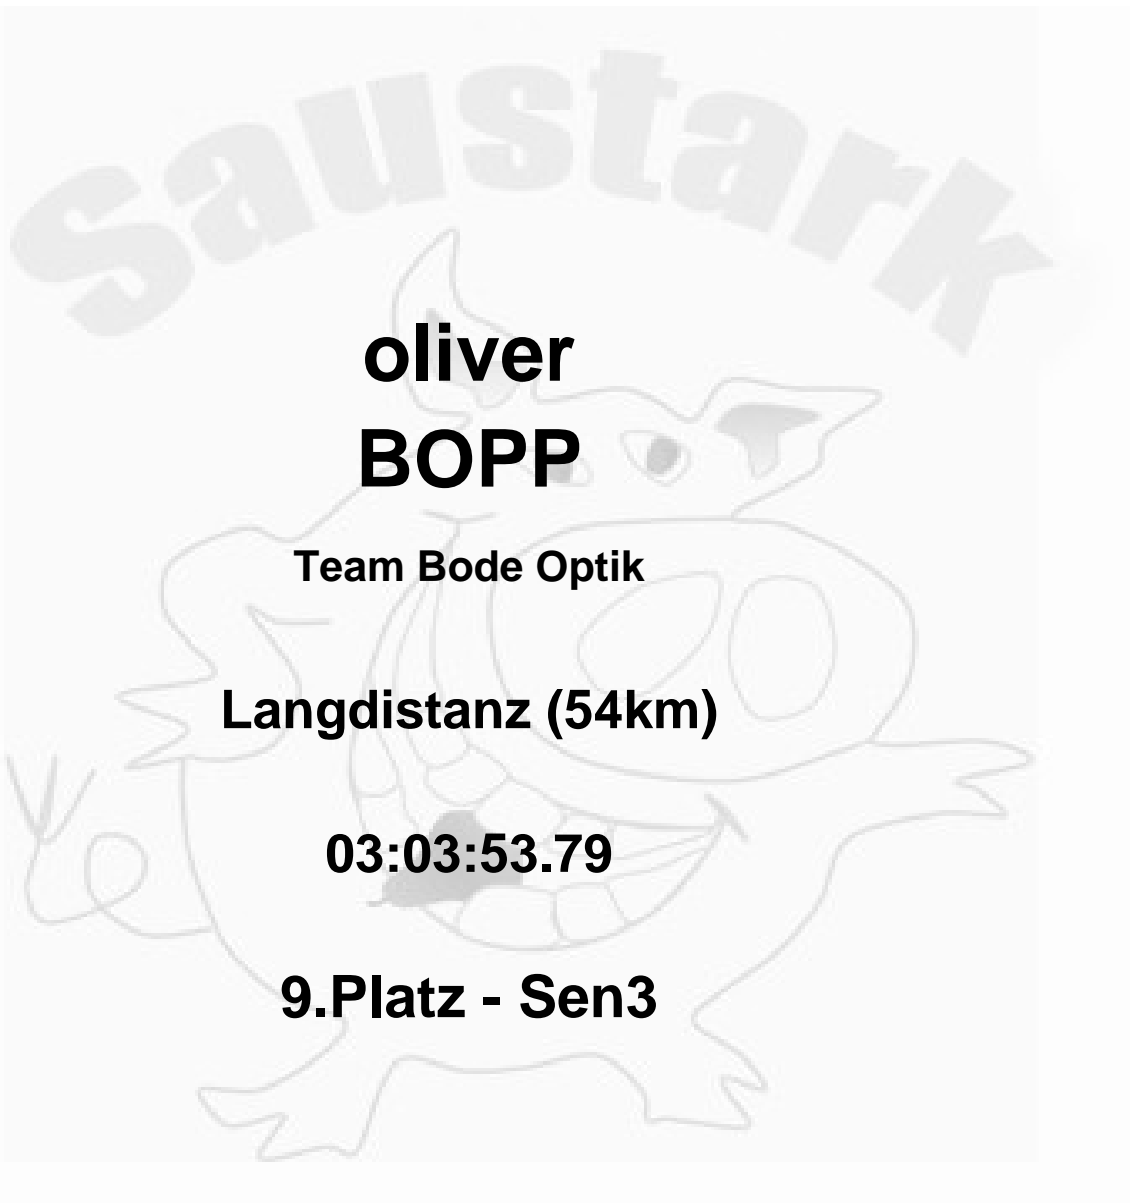 Saustark
oliver
BOPP
Team Bode Optik
Langdistanz (54km)
03:03:53.79
9.Platz - Sen3